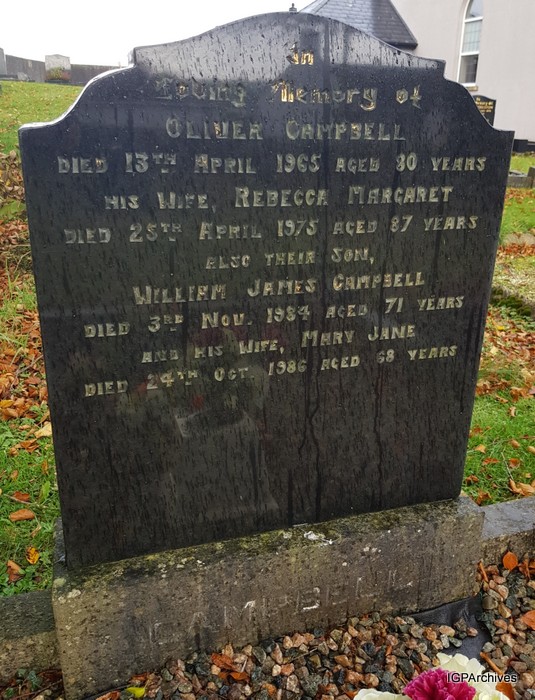 In
Loving Memory of
OLIVER CAMPBELL
DIED 13TH APRIL 1965 AGED 80 YEARS
HIS WIFE, REBECCA MARGARET
DIED 25TH APRIL 1975 AGED 87 YEARS
ALSO THEIR SON,
WILLIAM JAMES CAMPBELL
DIED 3RD NOV. 1984 AGED 71 YEARS
AND HIS WIFE, MARY JANE
DIED 24TH OCT. 1986 AGED 68 YEARS
CAMPBELL
IGPArchives